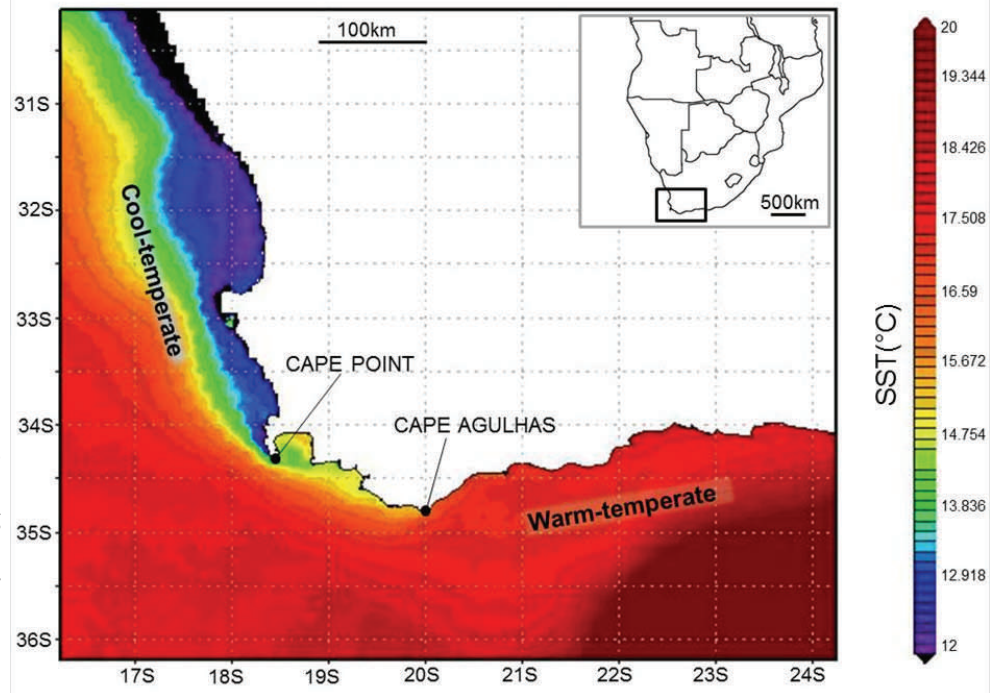 100km
500km
31S
32S
33S
34S
35S
36S
Cool-temperate
CAPE POINT
CAPE AGULHAS
Warm-temperate
17S
18S
19S
20S
21S
22S
23S
24S
SST(°C)
20
19.344
18.426
17.508
16.59
15.672
14.754
13.836
12.918
12